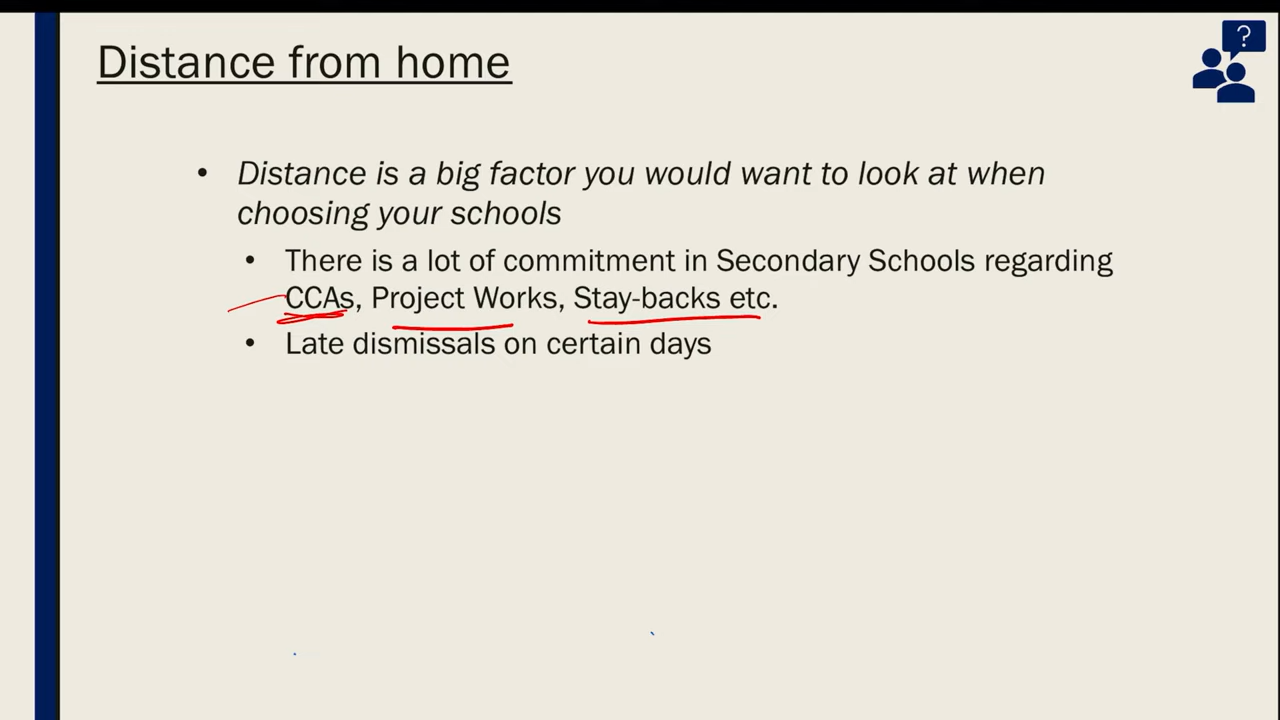 Distance from home
?
• Distance is a big factor you would want to look at when
choosing your schools
• There is a lot of commitment in Secondary Schools regarding
CCAs, Project Works, Stay-backs etc.
• Late dismissals on certain days